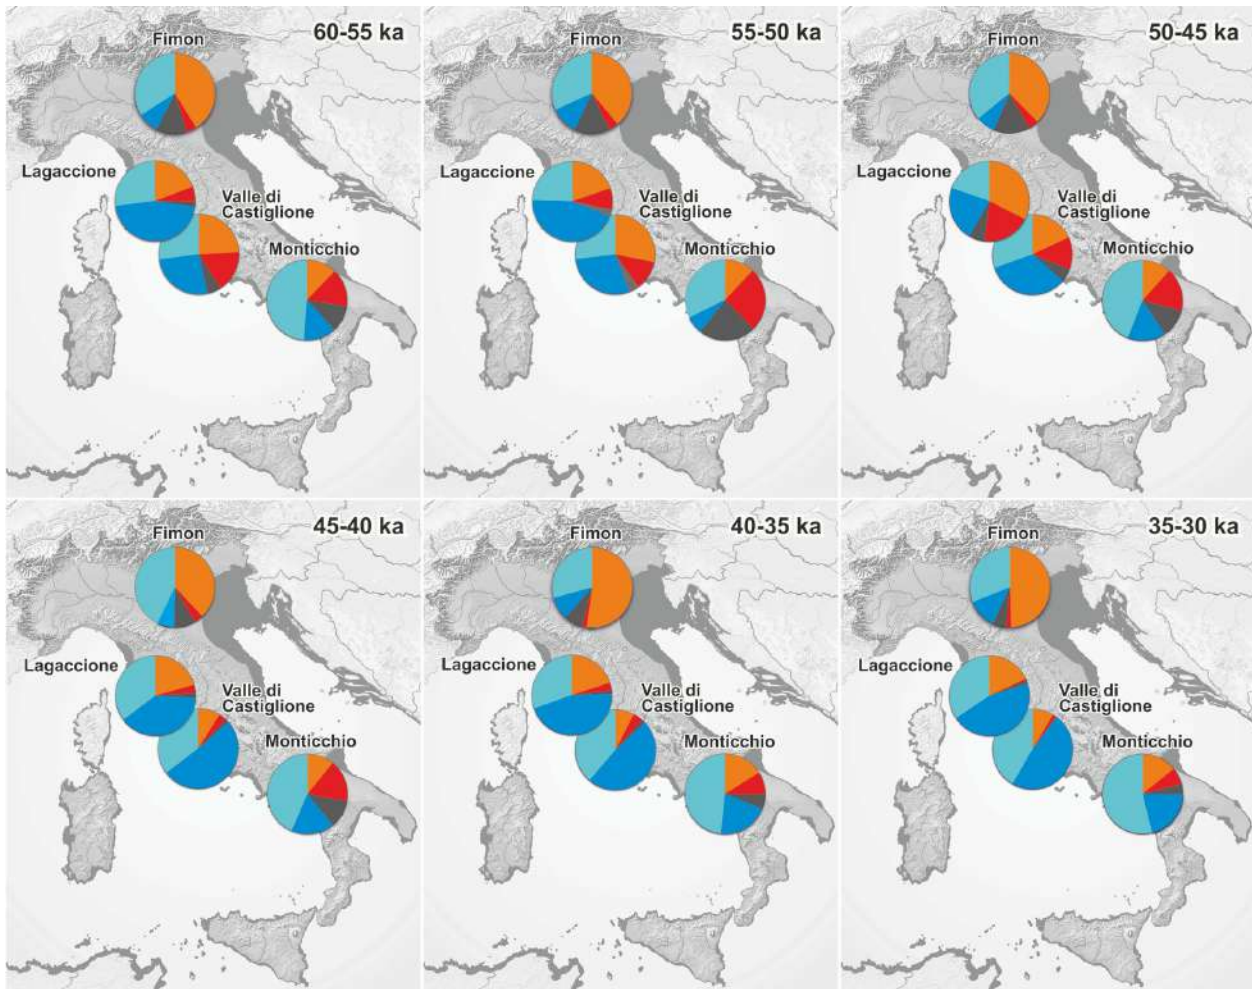 60-55 ka
Fimon
Lagaccione
Valle di
Castiglione
Monticchio
55-50 ka
Fimon
Lagaccione
Valle di
Castiglione
Monticchio
50-45 ka
Fimon
Lagaccione
Valle di
Castiglione
Monticchio
45-40 ka
Fimon
Lagaccione
Valle di
Castiglione
Monticchio
40-35 ka
Fimon
Lagaccione
Valle di
Castiglione
Monticchio
35-30 ka
Fimon
Lagaccione
Valle di
Castiglione
Monticchio